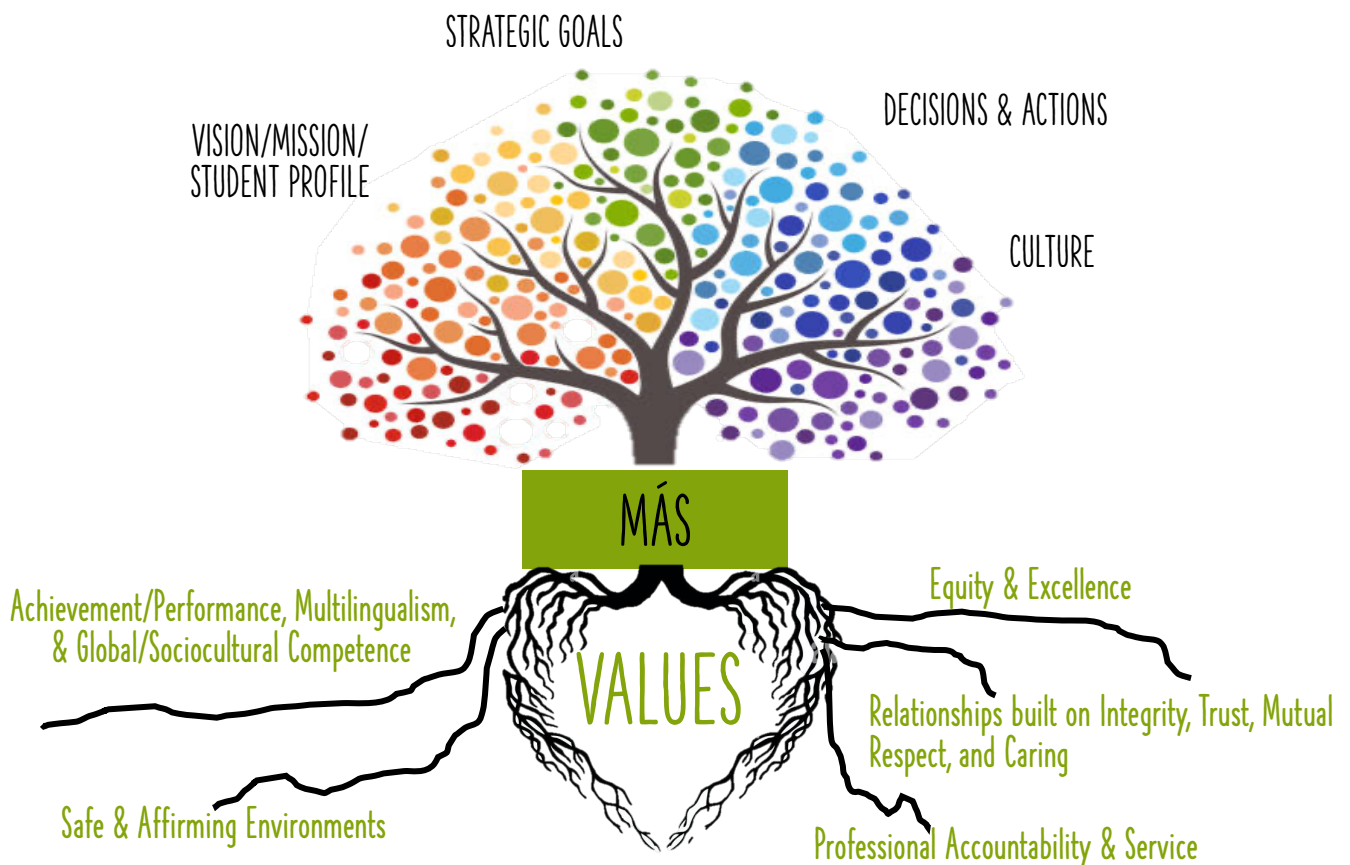 STRATEGIC GOALS
DECISIONS & ACTIONS
VISION/MISSION/
STUDENT PROFILE
CULTURE
MÁS
Equity & Excellence
Achievement/Performance, Multilingualism,
& Global/Sociocultural Competence
VALUES
Relationships built on Integrity, Trust, Mutual
Respect, and Caring
Safe & Affirming Environments
Professional Accountability & Service